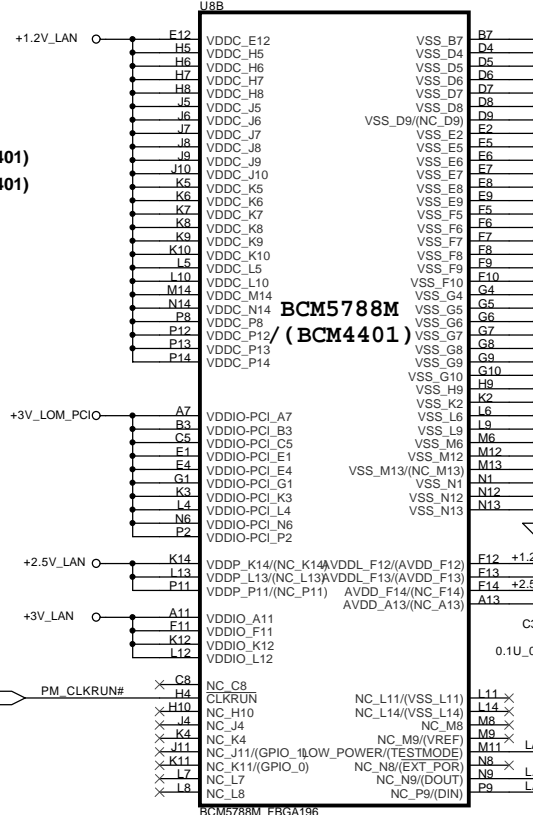 U8B
+1.2V_LAN E12 VDDC_E12 VSS_B7 B7
H5 VDDC_H5 VSS_D4 D4
H6 VDDC_H6 VSS_D5 D5
H7 VDDC_H7 VSS_D6 D6
H8 VDDC_H8 VSS_D7 D7
J5 VDDC_J5 VSS_D8 D8
J6 VDDC_J6 VSS_D9/(NC_D9) D9
J7 VDDC_J7 VSS_E2 E2
J8 VDDC_J8 VSS_E5 E5
401) J9 VDDC_J9 VSS_E6 E6
J10 VDDC_J10 VSS_E7 E7
401) K5 VDDC_K5 VSS_E8 E8
K6 VDDC_K6 VSS_E9 E9
K7 VDDC_K7 VSS_F5 F5
K8 VDDC_K8 VSS_F6 F6
K9 VDDC_K9 VSS_F7 F7
K10 VDDC_K10 VSS_F8 F8
L5 VDDC_L5 VSS_F9 F9
L10 VDDC_L10 VSS_F10 F10
M14 VDDC_M14 VSS_G4 G4
N14 VDDC_N14 BCM5788M VSS_G5 G5
P8 VDDC_P8 VSS_G6 G6
P12 VDDC_P12 /(BCM4401) VSS_G7 G7
P13 VDDC_P13 VSS_G8 G8
P14 VDDC_P14 VSS_G9 G9
VSS_G10 G10
VSS_H9 H9
VSS_K2 K2
+3V_LOM_PCI A7 VDDIO-PCI_A7 VSS_L6 L6
B3 VDDIO-PCI_B3 VSS_L9 L9
C5 VDDIO-PCI_C5 VSS_M6 M6
E1 VDDIO-PCI_E1 VSS_M12 M12
E4 VDDIO-PCI_E4 VSS_M13/(NC_M13) M13
G1 VDDIO-PCI_G1 VSS_N1 N1
K3 VDDIO-PCI_K3 VSS_N12 N12
L4 VDDIO-PCI_L4 VSS_N13 N13
N6 VDDIO-PCI_N6
P2 VDDIO-PCI_P2
+2.5V_LAN K14 VDDP_K14/(NC_K14) AVDDL_F12/(AVDD_F12) F12 +1.2
L13 VDDP_L13/(NC_L13) AVDDL_F13/(AVDD_F13) F13
P11 VDDP_P11/(NC_P11) AVDD_F14/(NC_F14) F14 +2.5
AVDD_A13/(NC_A13) A13
+3V_LAN A11 VDDIO_A11
F11 VDDIO_F11
K12 VDDIO_K12
L12 VDDIO_L12
C8 NC_C8
PM_CLKRUN# H4 CLKRUN NC_L11/(VSS_L11) L11
H10 NC_H10 NC_L14/(VSS_L14) L14
J4 NC_J4 NC_M8 M8
K4 NC_K4 NC_M9/(VREF) M9
J11 NC_J11/(GPIO_1) LOW_POWER/(TESTMODE) M11
K11 NC_K11/(GPIO_0) NC_N8/(EXT_POR) N8
L7 NC_L7 NC_N9/(DOUT) N9
L8 NC_L8 NC_P9/(DIN) P9
BCM5788M_FBGA196